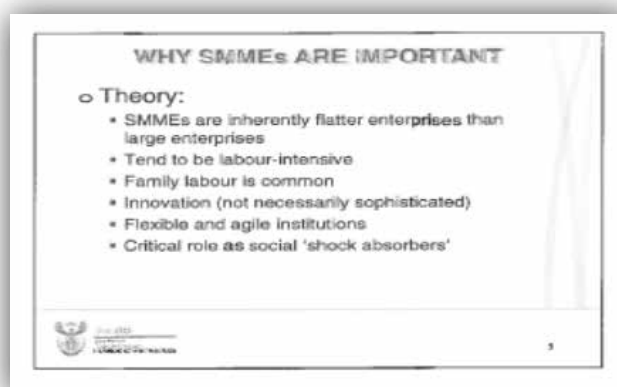 WHY SMMEs ARE IMPORTANT
o Theory:
▪ SMMEs are inherently flatter enterprises than
large enterprises
▪ Tend to be labour-intensive
▪ Family labour is common
▪ Innovation (not necessarily sophisticated)
▪ Flexible and agile institutions
▪ Critical role as social 'shock absorbers'